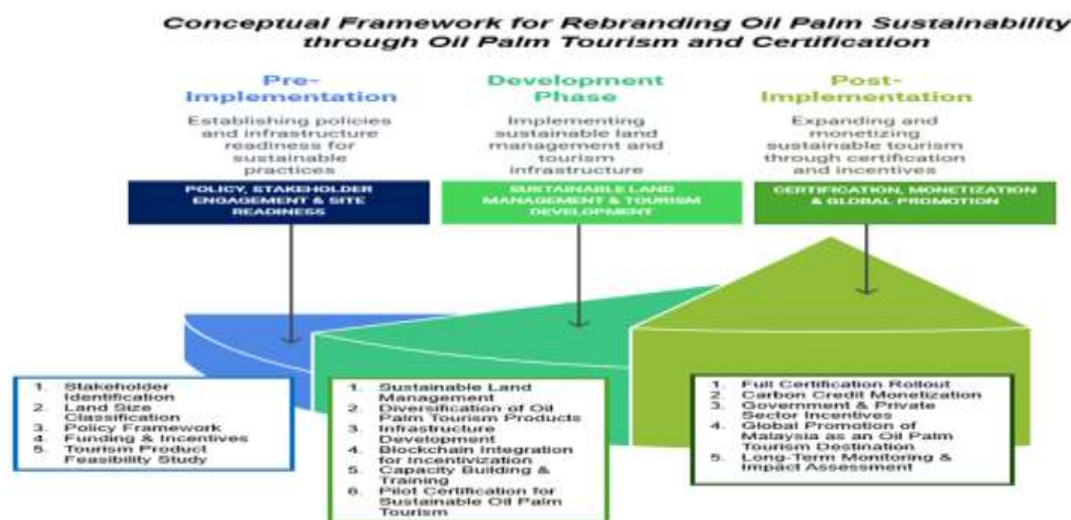 Conceptual Framework for Rebranding Oil Palm Sustainability
through Oil Palm Tourism and Certification
Pre-
Implementation
Establishing policies
and infrastructure
readiness for
sustainable
practices
POLICY, STAKEHOLDER
ENGAGEMENT & SITE
READINESS
Development
Phase
Implementing
sustainable land
management and
tourism
infrastructure
SUSTAINABLE LAND
MANAGEMENT & TOURISM
DEVELOPMENT
Post-
Implementation
Expanding and
monetizing
sustainable tourism
through certification
and incentives
CERTIFICATION, MONETIZATION
& GLOBAL PROMOTION
1. Stakeholder
Identification
2. Land Size
Classification
3. Policy Framework
4. Funding & Incentives
5. Tourism Product
Feasibility Study
1. Sustainable Land
Management
2. Diversification of Oil
Palm Tourism Products
3. Infrastructure
Development
4. Blockchain Integration
for Incentivization
5. Capacity Building &
Training
6. Pilot Certification for
Sustainable Oil Palm
Tourism
1. Full Certification Rollout
2. Carbon Credit Monetization
3. Government & Private
Sector Incentives
4. Global Promotion of
Malaysia as an Oil Palm
Tourism Destination
5. Long-Term Monitoring &
Impact Assessment